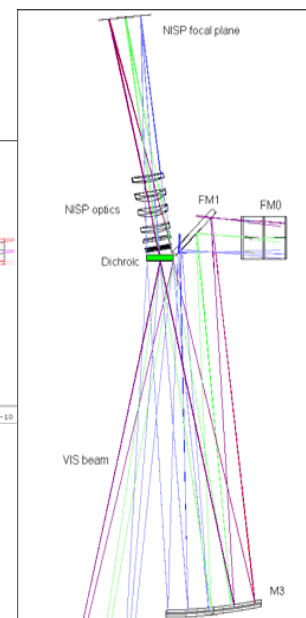 NISP focal plane
FM1
FM0
NISP optics
Dichroic
-10
VIS beam
M3